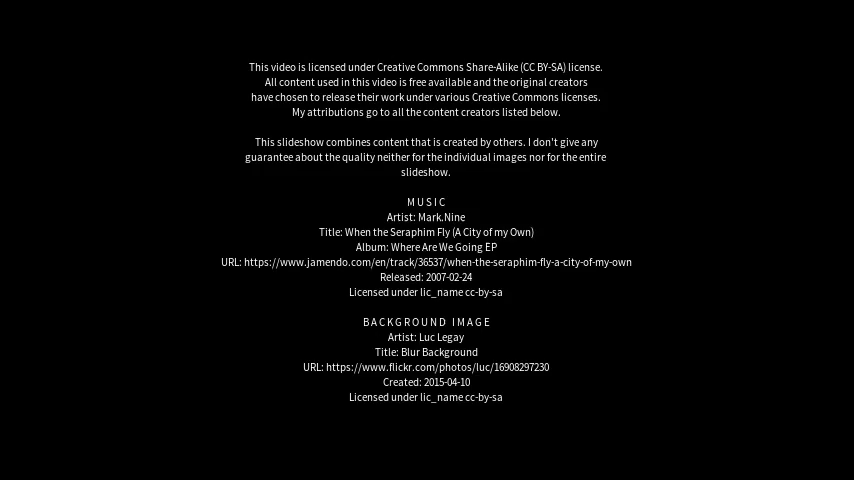 This video is licensed under Creative Commons Share-Alike (CC BY-SA) license.
All content used in this video is free available and the original creators
have chosen to release their work under various Creative Commons licenses.
My attributions go to all the content creators listed below.
This slideshow combines content that is created by others. I don't give any
guarantee about the quality neither for the individual images nor for the entire
slideshow.
MUSIC
Artist: Mark.Nine
Title: When the Seraphim Fly (A City of my Own)
Album: Where Are We Going EP
URL: https://www.jamendo.com/en/track/36537/when-the-seraphim-fly-a-city-of-my-own
Released: 2007-02-24
Licensed under lic_name cc-by-sa
BACKGROUND IMAGE
Artist: Luc Legay
Title: Blur Background
URL: https://www.flickr.com/photos/luc/16908297230
Created: 2015-04-10
Licensed under lic_name cc-by-sa